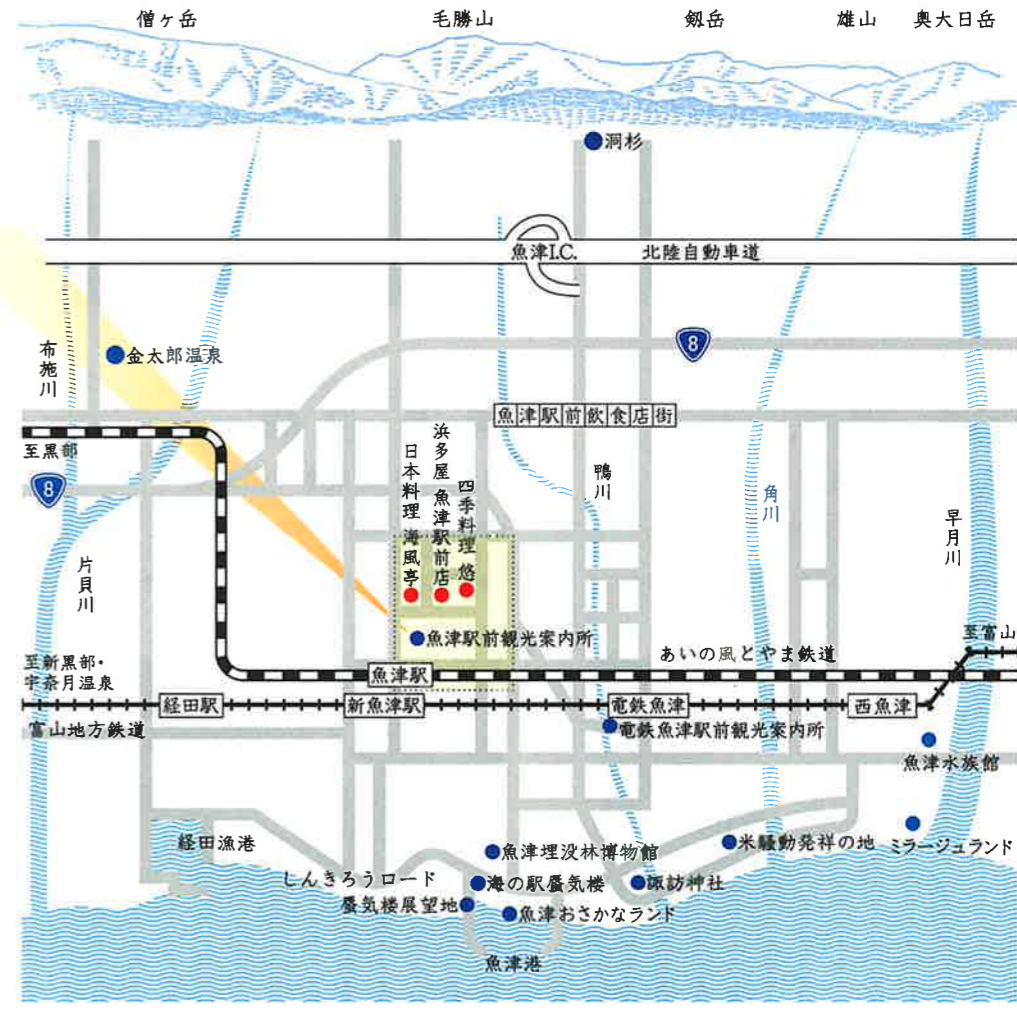 僧ヶ岳
毛勝山
剱岳
雄山
奥大日岳
洞杉
魚津I.C.
北陸自動車道
8
布施川
金太郎温泉
魚津駅前飲食店街
至黒部
8
日本料理 海風亭
浜多屋 魚津駅前店
四季料理 悠
鴨川
角川
早月川
片貝川
魚津駅前観光案内所
至富山
あいの風とやま鉄道
至新黒部・
宇奈月温泉
魚津駅
経田駅
新魚津駅
電鉄魚津
西魚津
富山地方鉄道
電鉄魚津駅前観光案内所
魚津水族館
経田漁港
米騒動発祥の地
ミラージュランド
魚津埋没林博物館
しんきろうロード
海の駅蜃気楼
諏訪神社
蜃気楼展望地
魚津おさかなランド
魚津港